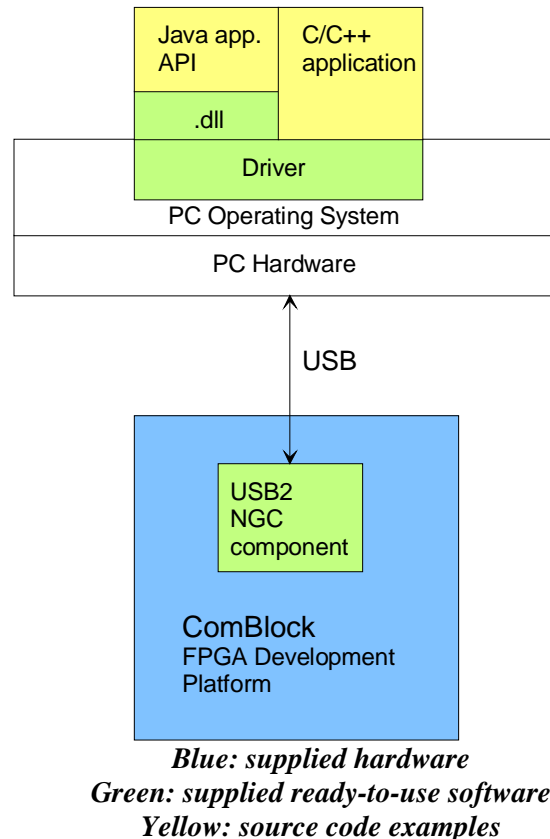 Java app.
API
C/C++
application
.dll
Driver
PC Operating System
PC Hardware
USB
USB2
NGC
component
ComBlock
FPGA Development
Platform
Blue: supplied hardware
Green: supplied ready-to-use software
Yellow: source code examples